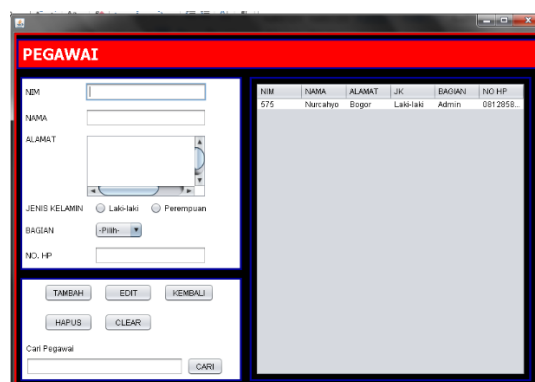 PEGAWAI
NIM
NAMA
ALAMAT
JENIS KELAMIN Laki-laki Perempuan
BAGIAN -Pilih-
NO. HP
TAMBAH EDIT KEMBALI
HAPUS CLEAR
Cari Pegawai
CARI
NIM NAMA ALAMAT JK BAGIAN NO HP
575 Nurcahyo Bogor Laki-laki Admin 0812858...